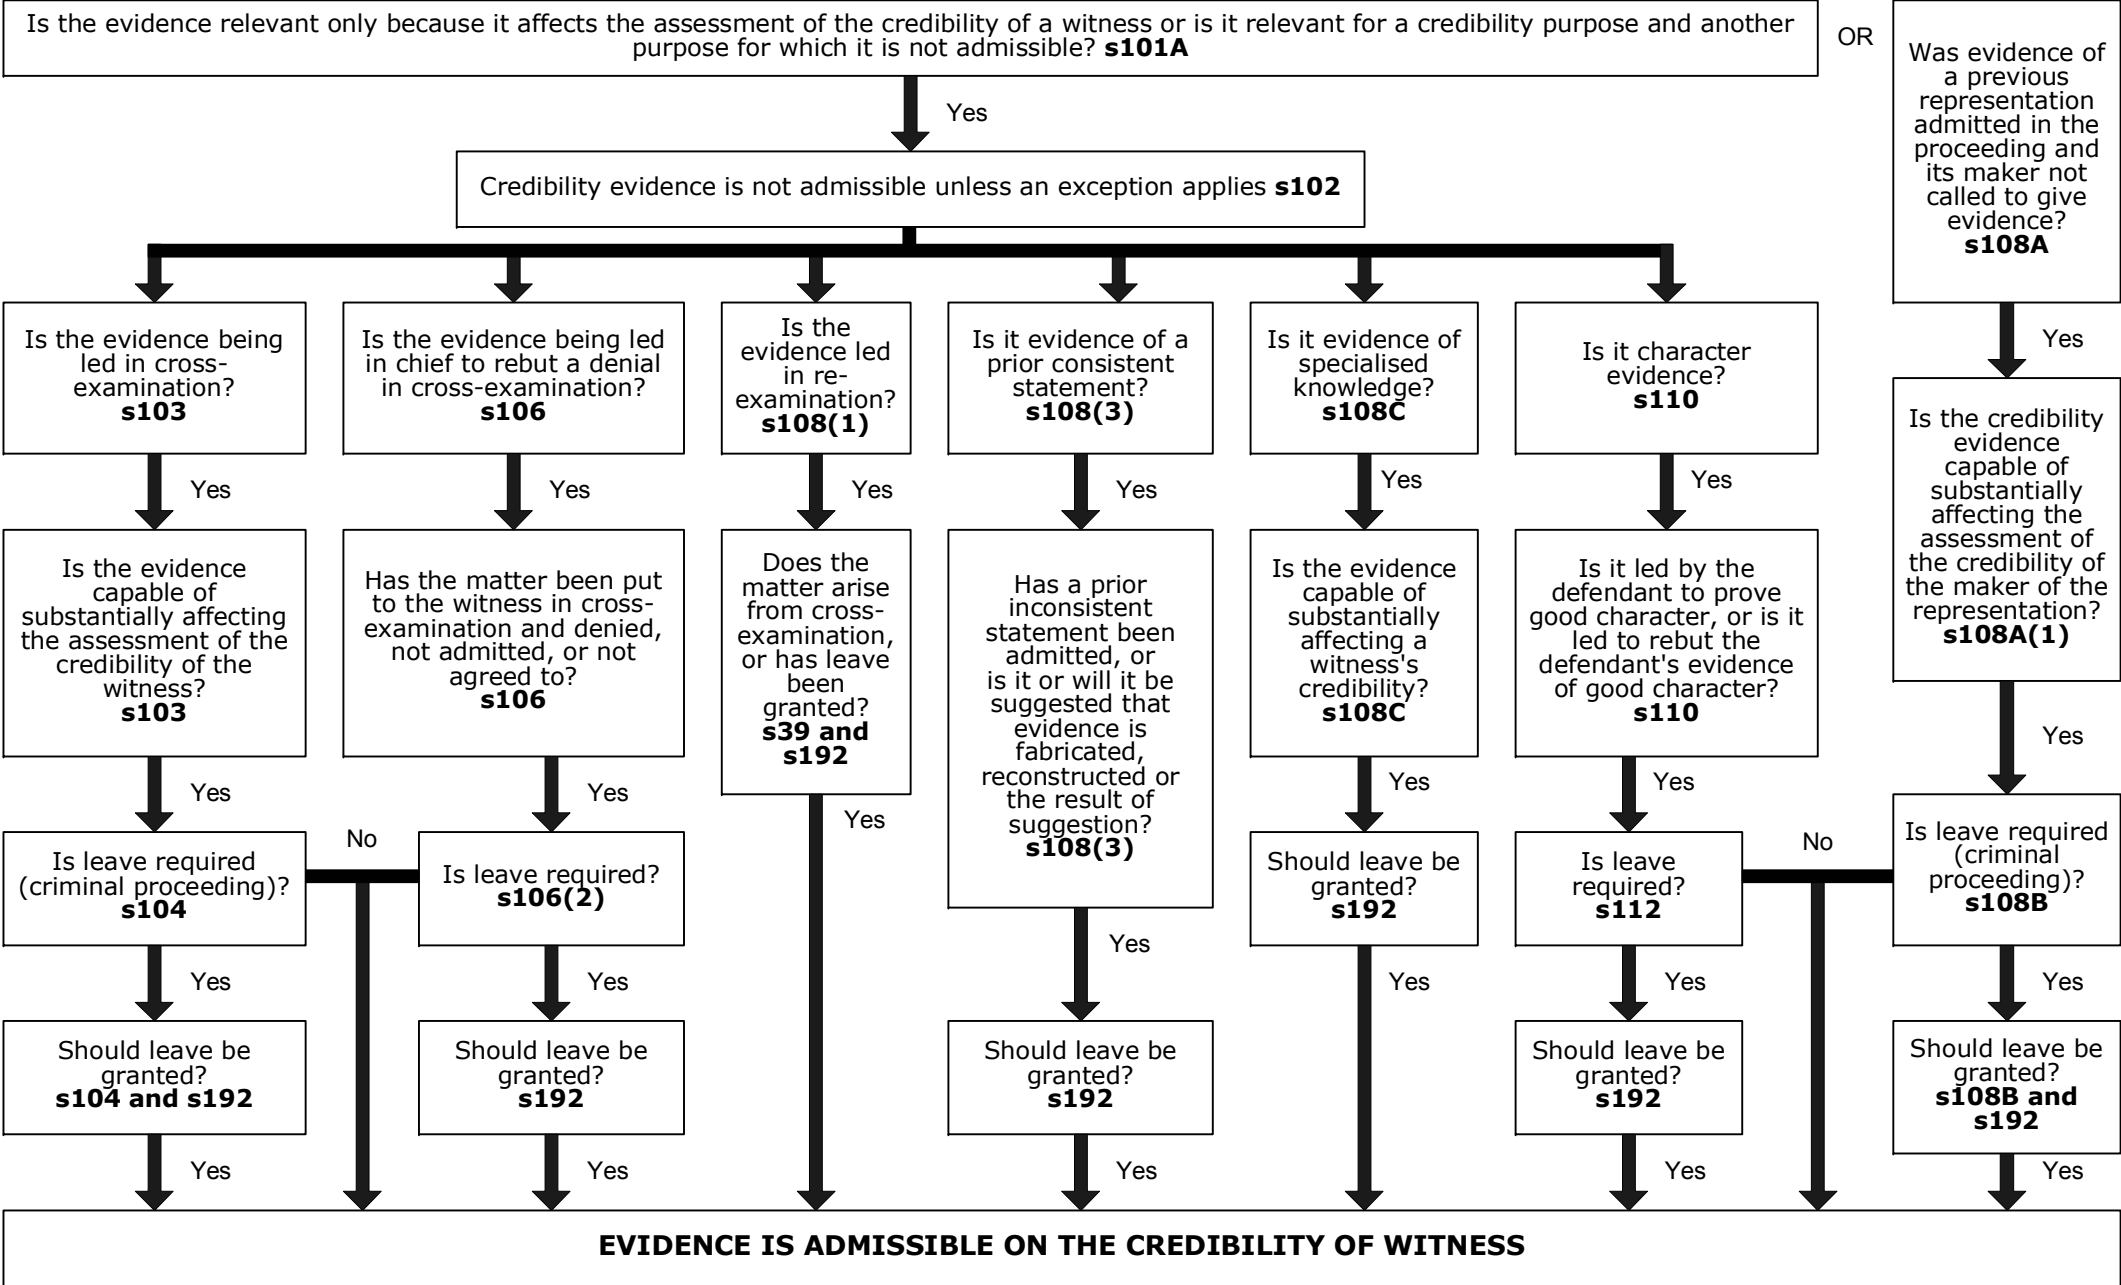 Is the evidence relevant only because it affects the assessment of the credibility of a witness or is it relevant for a credibility purpose and another
purpose for which it is not admissible? s101A
OR
Was evidence of
a previous
representation
admitted in the
proceeding and
its maker not
called to give
evidence?
s108A
Yes
Credibility evidence is not admissible unless an exception applies s102
Is the evidence being
led in cross-
examination?
s103
Is the evidence being led
in chief to rebut a denial
in cross-examination?
s106
Is the
evidence led
in re-
examination?
s108(1)
Is it evidence of a
prior consistent
statement?
s108(3)
Is it evidence of
specialised
knowledge?
s108C
Is it character
evidence?
s110
Yes
Yes
Yes
Yes
Yes
Yes
Yes
Is the evidence
capable of
substantially affecting
the assessment of the
credibility of the
witness?
s103
Has the matter been put
to the witness in cross-
examination and denied,
not admitted, or not
agreed to?
s106
Does the
matter arise
from cross-
examination,
or has leave
been
granted?
s39 and
s192
Has a prior
inconsistent
statement been
admitted, or
is it or will it be
suggested that
evidence is
fabricated,
reconstructed or
the result of
suggestion?
s108(3)
Is the evidence
capable of
substantially
affecting a
witness's
credibility?
s108C
Is it led by the
defendant to prove
good character, or is it
led to rebut the
defendant's evidence
of good character?
s110
Is the credibility
evidence
capable of
substantially
affecting the
assessment of
the credibility of
the maker of the
representation?
s108A(1)
Yes
Yes
Yes
Yes
Yes
Yes
Yes
Is leave required
(criminal proceeding)?
s104
No
Is leave required?
s106(2)
Should leave be
granted?
s192
Is leave
required?
s112
No
Is leave required
(criminal
proceeding)?
s108B
Yes
Yes
Yes
Yes
Yes
Should leave be
granted?
s104 and s192
Should leave be
granted?
s192
Should leave be
granted?
s192
Should leave be
granted?
s192
Should leave be
granted?
s108B and
s192
Yes
Yes
Yes
Yes
Yes
EVIDENCE IS ADMISSIBLE ON THE CREDIBILITY OF WITNESS